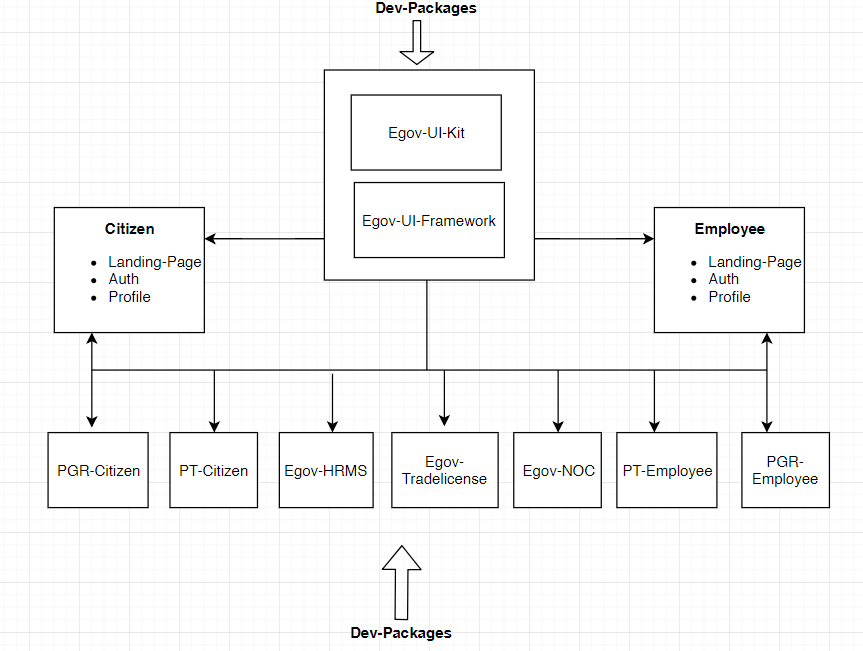 Dev-Packages
Egov-UI-Kit
Egov-UI-Framework
Citizen
• Landing-Page
• Auth
• Profile
Employee
• Landing-Page
• Auth
• Profile
PGR-Citizen
PT-Citizen
Egov-HRMS
Egov-
Tradelicense
Egov-NOC
PT-Employee
PGR-
Employee
Dev-Packages